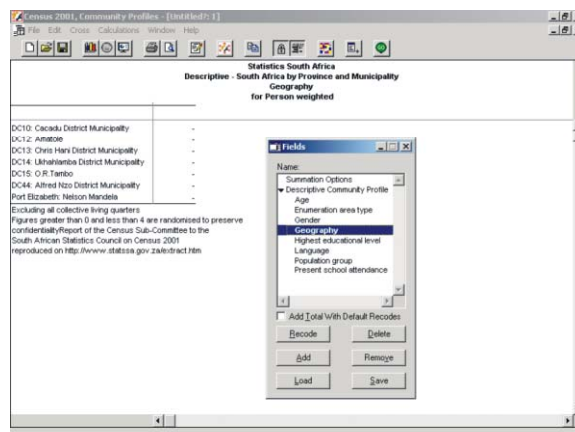 Census 2001, Community Profiles - [Untitled?: 1]
File Edit Cross Calculations Window Help
Statistics South Africa
Descriptive - South Africa by Province and Municipality
Geography
for Person weighted
DC10: Cacadu District Municipality -
DC12: Amatole -
DC13: Chris Hani District Municipality -
DC14: Ukhahlamba District Municipality -
DC15: O.R.Tambo -
DC44: Alfred Nzo District Municipality -
Port Elizabeth: Nelson Mandela -
Excluding all collective living quarters
Figures greater than 0 and less than 4 are randomised to preserve
confidentialityReport of the Census Sub-Committee to the
South African Statistics Council on Census 2001
reproduced on http://www.statssa.gov.za/extract.htm
Fields
Name:
Summation Options
Descriptive Community Profile
Age
Enumeration area type
Gender
Geography
Highest educational level
Language
Population group
Present school attendance
Add Total With Default Recodes
Recode Delete
Add Remove
Load Save